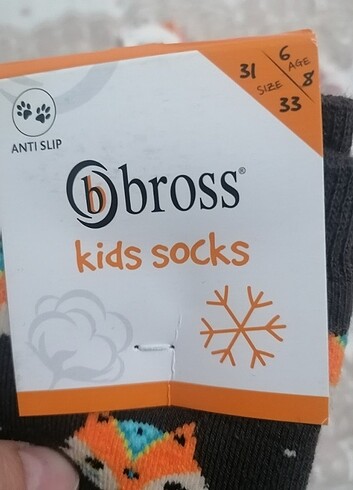 31 / 33
SIZE
6 / 8
AGE
ANTI SLIP
b bross®
kids socks